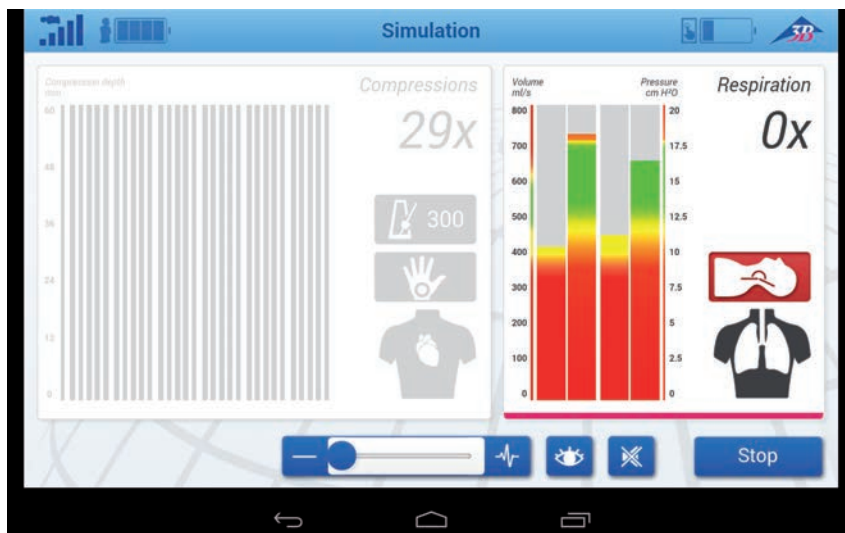 Simulation
3B
Compression depth
mm
60
48
36
24
12
0
Compressions
29x
300
Volume
ml/s
800
700
600
500
400
300
200
100
0
Pressure
cm H²O
20
17.5
15
12.5
10
7.5
5
2.5
0
Respiration
0x
Stop